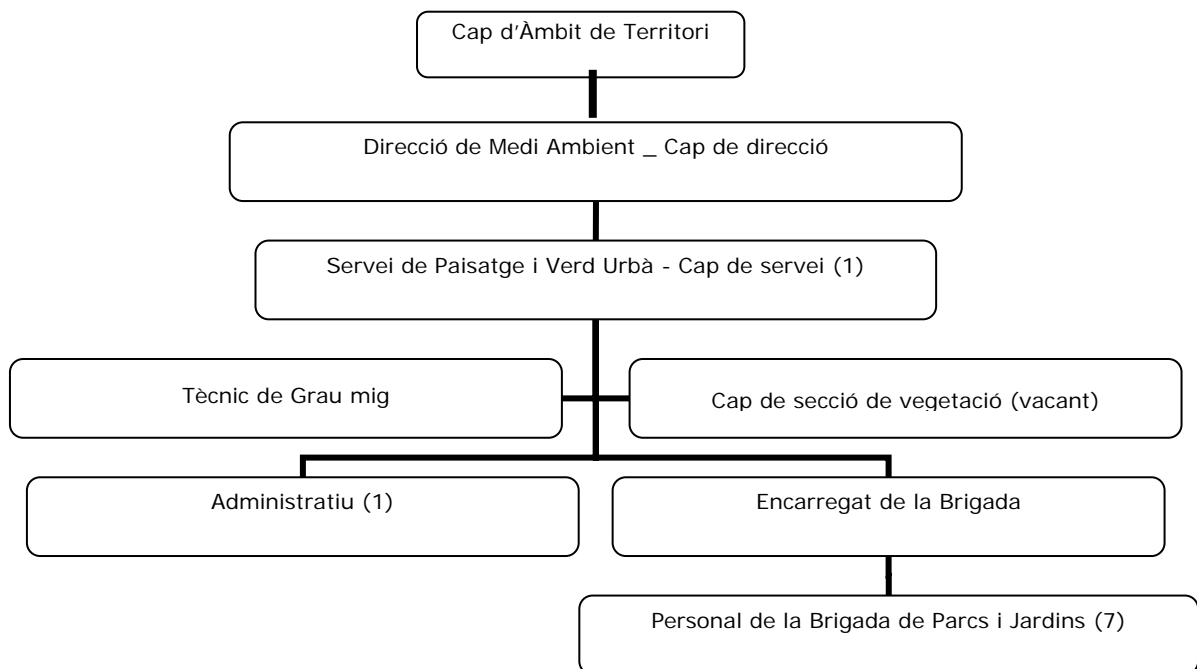 Cap d'Àmbit de Territori
Direcció de Medi Ambient _ Cap de direcció
Servei de Paisatge i Verd Urbà - Cap de servei (1)
Tècnic de Grau mig
Cap de secció de vegetació (vacant)
Administratiu (1)
Encarregat de la Brigada
Personal de la Brigada de Parcs i Jardins (7)